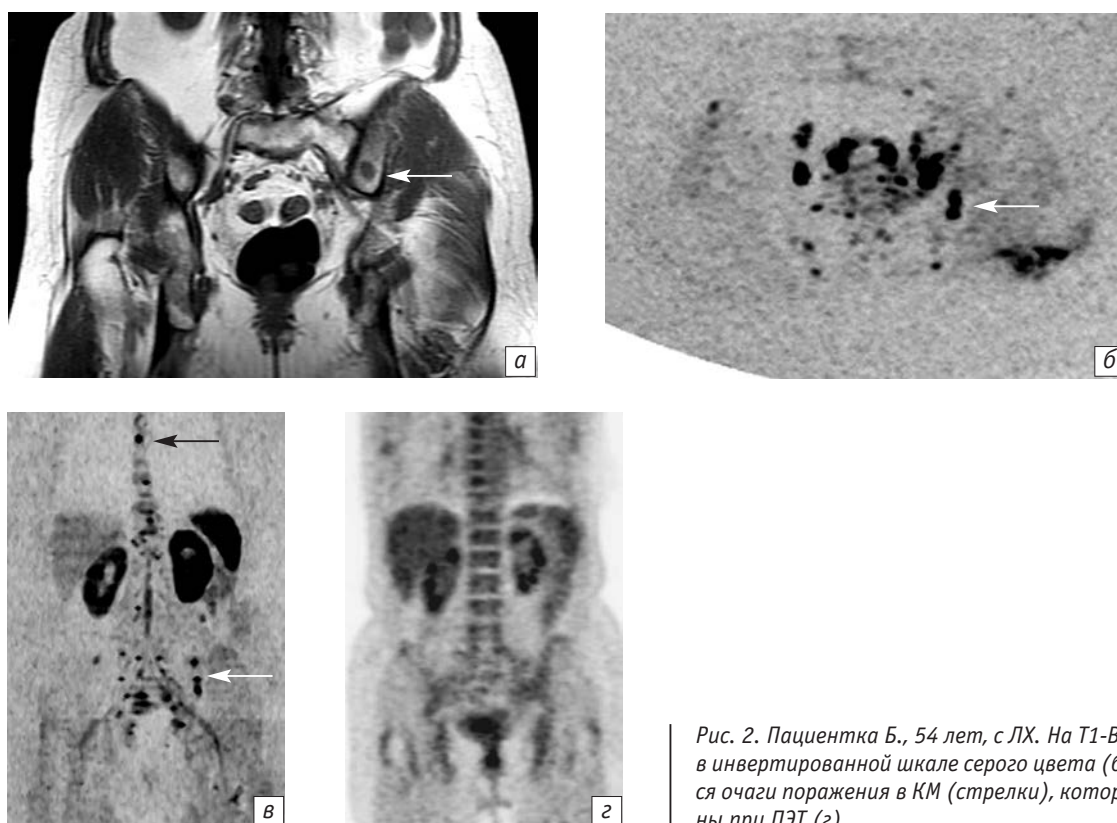 а
б
в
г
Рис. 2. Пациентка Б., 54 лет, с ЛХ. На Т1-В
в инвертированной шкале серого цвета (б
ся очаги поражения в КМ (стрелки), котор
ны при ПЭТ (г)